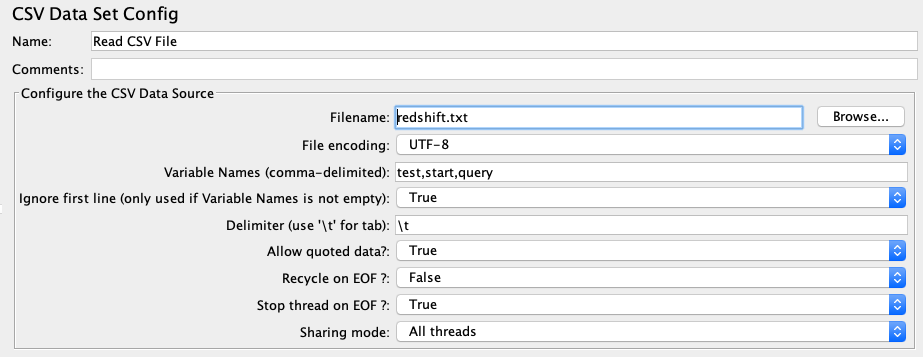 CSV Data Set Config
Name: Read CSV File
Comments:
Configure the CSV Data Source
Filename: redshift.txt Browse...
File encoding: UTF-8
Variable Names (comma-delimited): test,start,query
Ignore first line (only used if Variable Names is not empty): True
Delimiter (use '\t' for tab): \t
Allow quoted data?: True
Recycle on EOF ?: False
Stop thread on EOF ?: True
Sharing mode: All threads